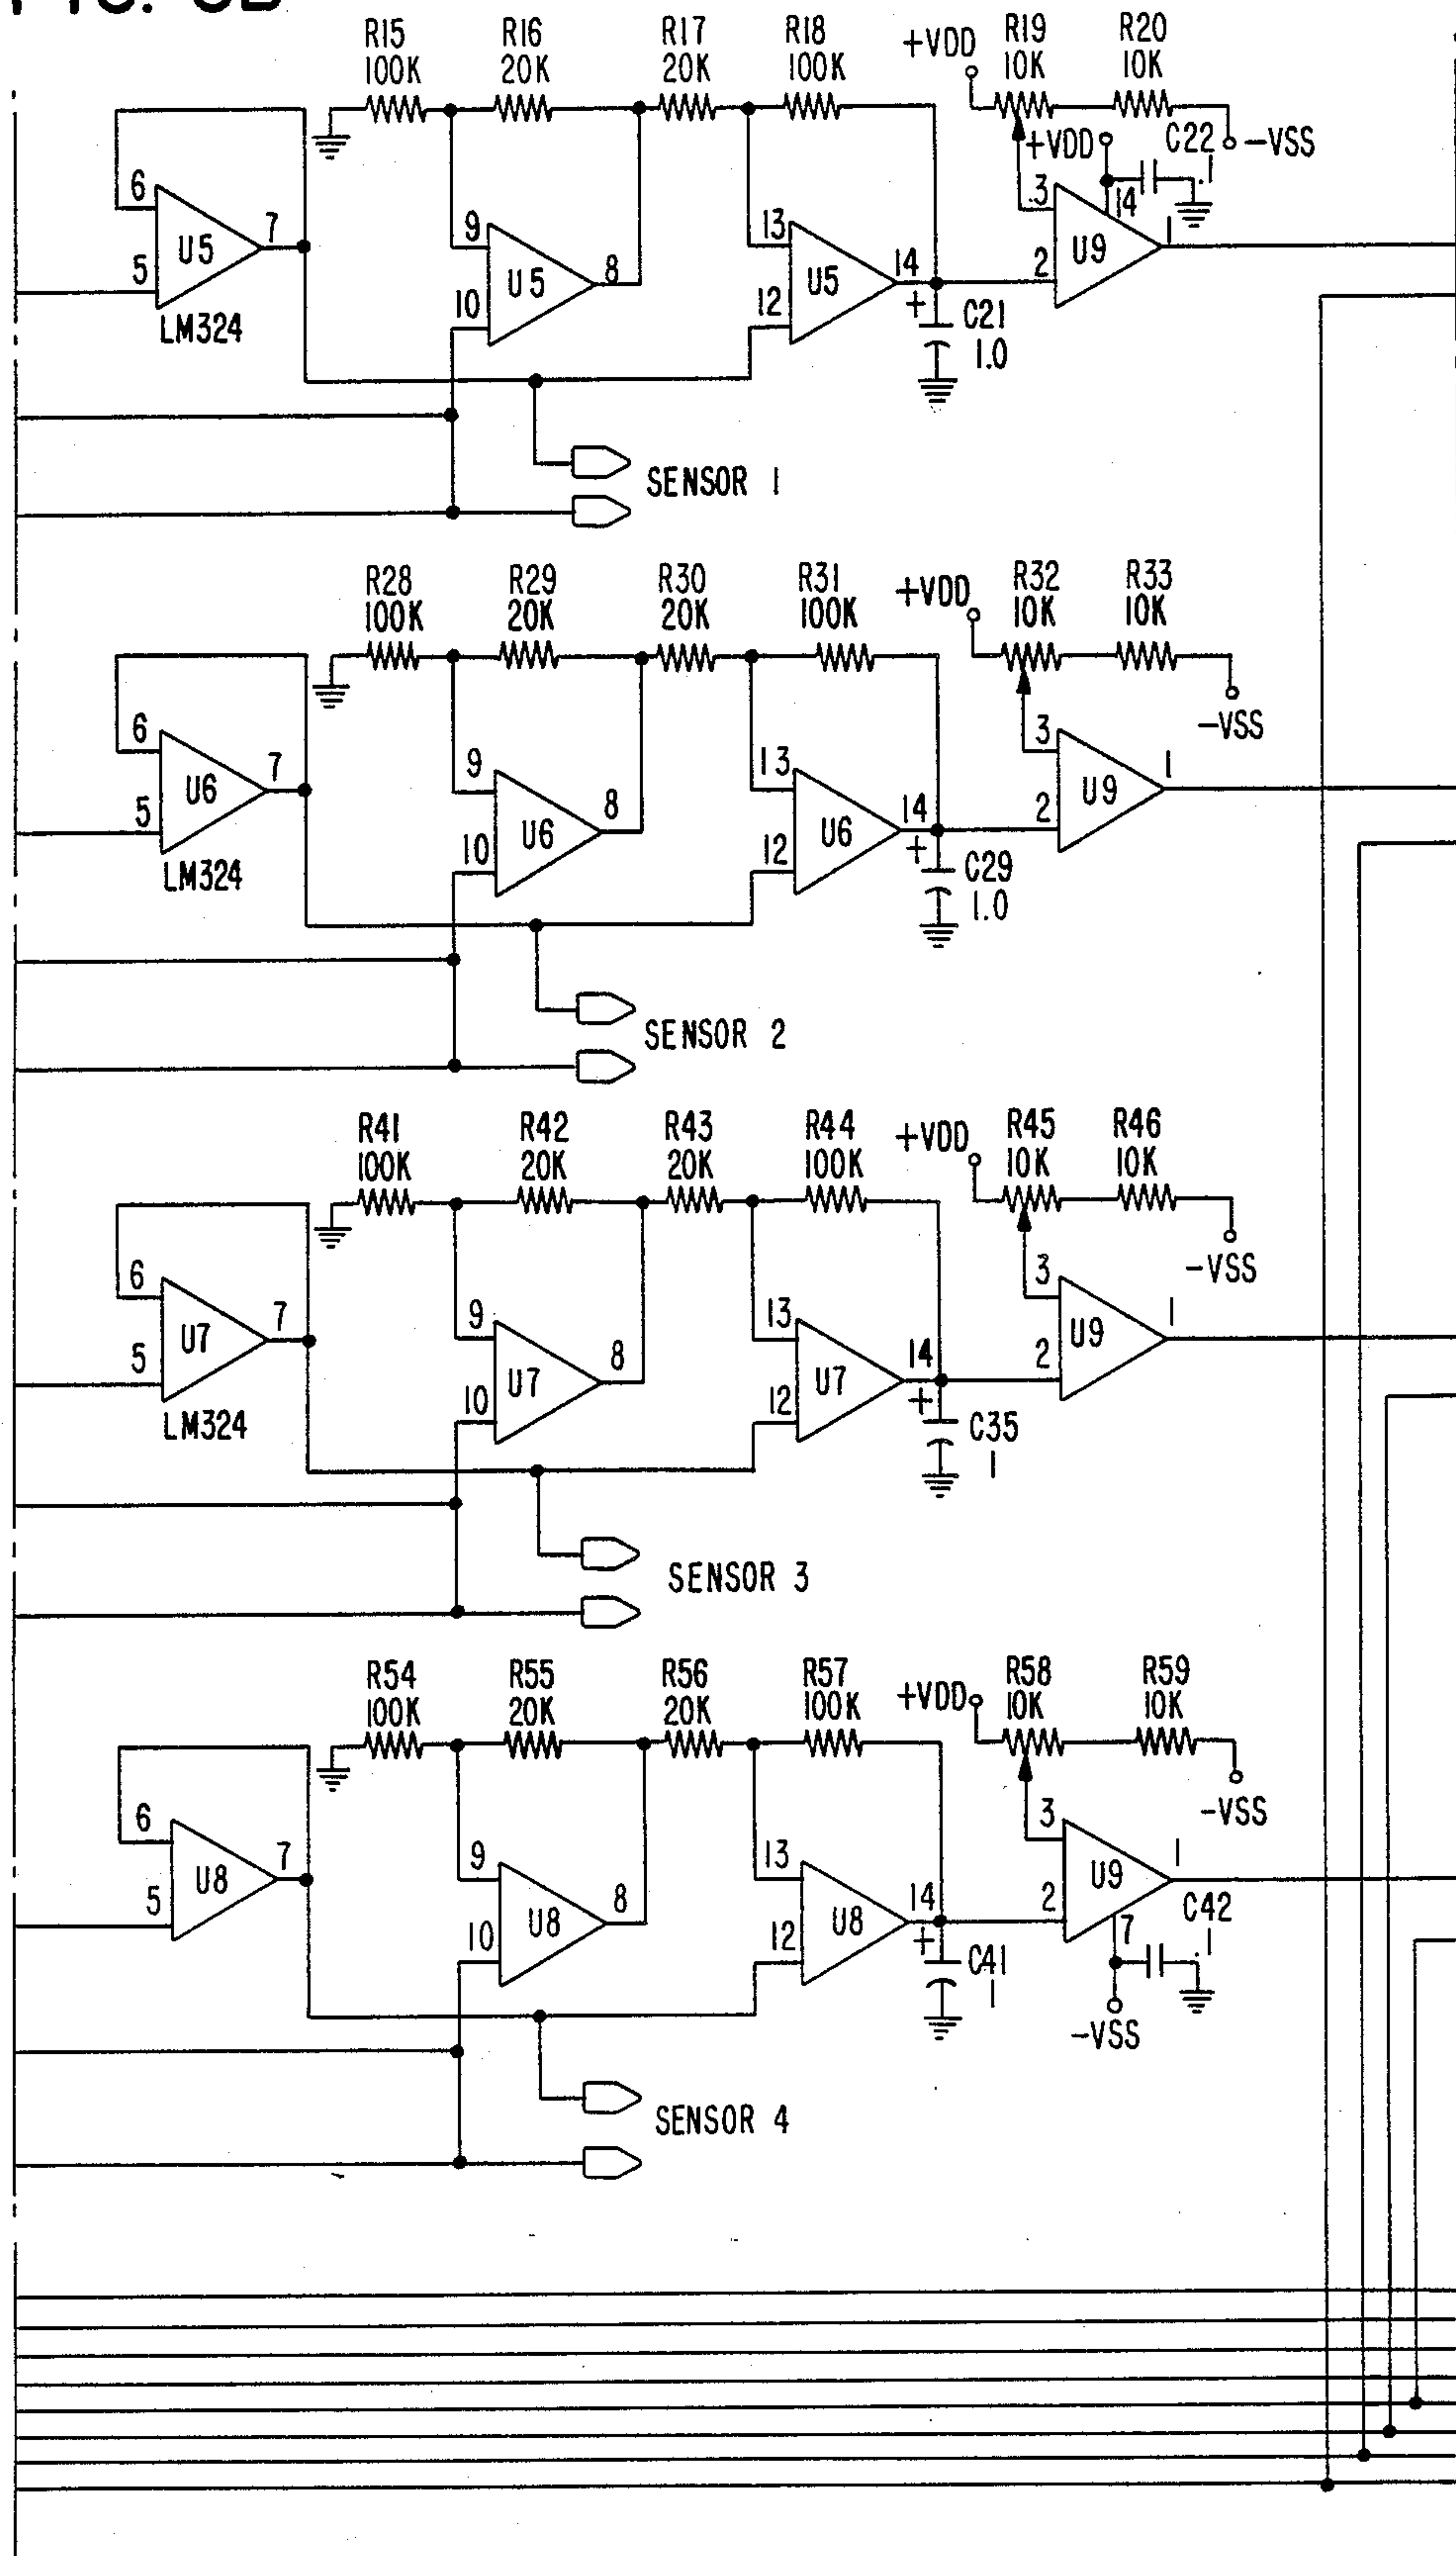 R15 R16 R17 R18 +VDD R19 R20
100K 20K 20K 100K 10K 10K
+VDD C22 -VSS
.1
6 7 9 13 3 14 1
U5 U5 8 U5 14 U9
5 10 12 2
LM324 + C21
1.0
SENSOR 1
R28 R29 R30 R31 +VDD R32 R33
100K 20K 20K 100K 10K 10K
-VSS
6 7 9 13 3 1
U6 U6 8 U6 14 U9
5 10 12 2
LM324 + C29
1.0
SENSOR 2
R41 R42 R43 R44 +VDD R45 R46
100K 20K 20K 100K 10K 10K
-VSS
6 7 9 13 3 1
U7 U7 8 U7 14 U9
5 10 12 2
LM324 + C35
1
SENSOR 3
R54 R55 R56 R57 +VDD R58 R59
100K 20K 20K 100K 10K 10K
-VSS
6 7 9 13 3 1
U8 U8 8 U8 14 U9
5 10 12 2 7 C42
.1
+ C41
1
-VSS
SENSOR 4